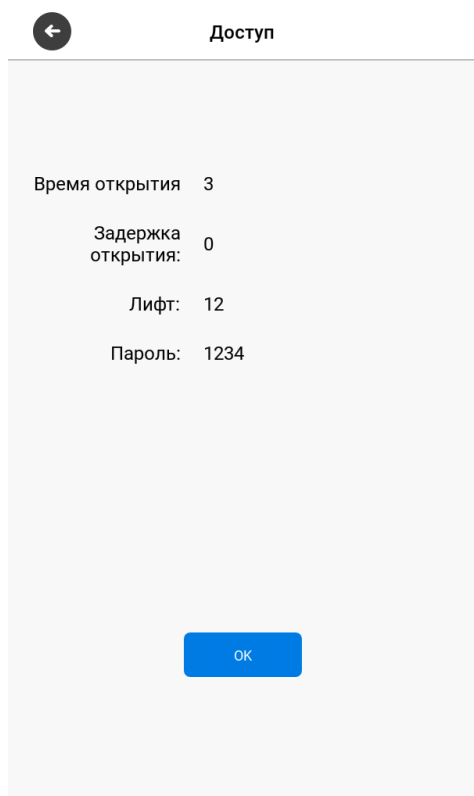 Доступ
Время открытия 3
Задержка
открытия: 0
Лифт: 12
Пароль: 1234
OK